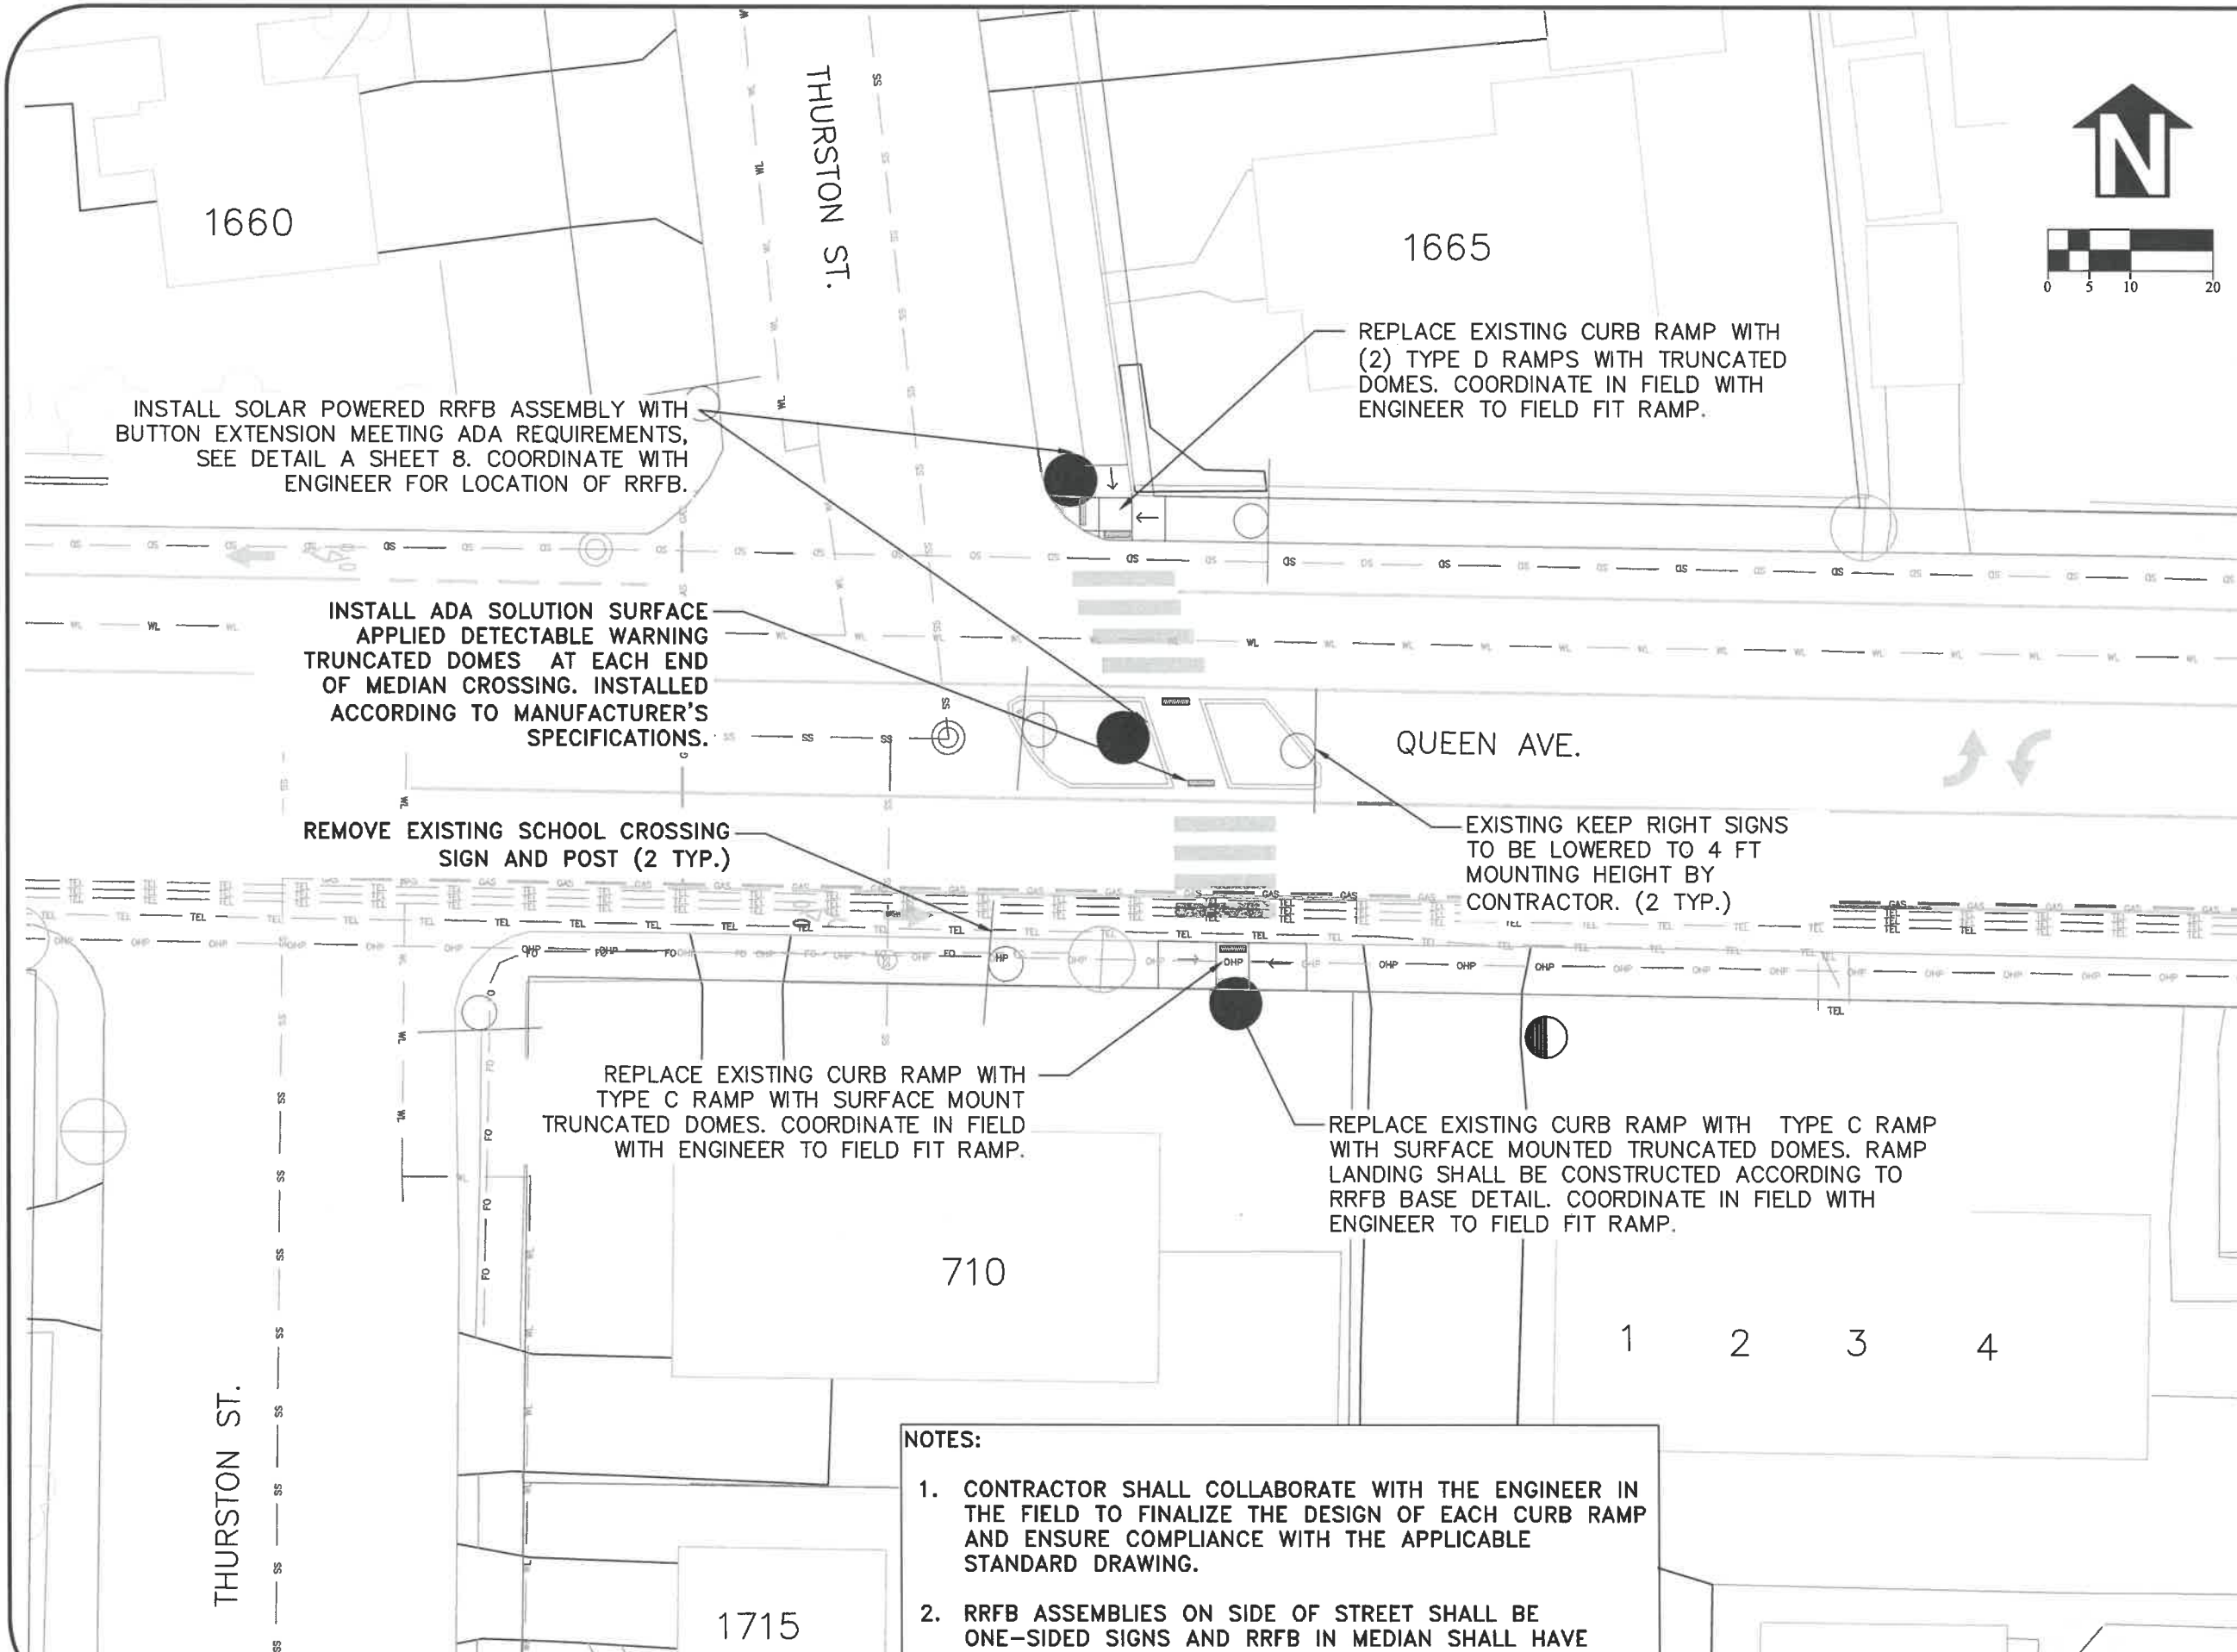 THURSTON ST.
1660
1665
N
0 5 10 20
REPLACE EXISTING CURB RAMP WITH
(2) TYPE D RAMPS WITH TRUNCATED
DOMES. COORDINATE IN FIELD WITH
ENGINEER TO FIELD FIT RAMP.
INSTALL SOLAR POWERED RRFB ASSEMBLY WITH
BUTTON EXTENSION MEETING ADA REQUIREMENTS,
SEE DETAIL A SHEET 8. COORDINATE WITH
ENGINEER FOR LOCATION OF RRFB.
INSTALL ADA SOLUTION SURFACE
APPLIED DETECTABLE WARNING
TRUNCATED DOMES AT EACH END
OF MEDIAN CROSSING. INSTALLED
ACCORDING TO MANUFACTURER'S
SPECIFICATIONS.
QUEEN AVE.
REMOVE EXISTING SCHOOL CROSSING
SIGN AND POST (2 TYP.)
EXISTING KEEP RIGHT SIGNS
TO BE LOWERED TO 4 FT
MOUNTING HEIGHT BY
CONTRACTOR. (2 TYP.)
REPLACE EXISTING CURB RAMP WITH
TYPE C RAMP WITH SURFACE MOUNT
TRUNCATED DOMES. COORDINATE IN FIELD
WITH ENGINEER TO FIELD FIT RAMP.
REPLACE EXISTING CURB RAMP WITH TYPE C RAMP
WITH SURFACE MOUNTED TRUNCATED DOMES. RAMP
LANDING SHALL BE CONSTRUCTED ACCORDING TO
RRFB BASE DETAIL. COORDINATE IN FIELD WITH
ENGINEER TO FIELD FIT RAMP.
710
1 2 3 4
THURSTON ST.
1715
NOTES:
1. CONTRACTOR SHALL COLLABORATE WITH THE ENGINEER IN
THE FIELD TO FINALIZE THE DESIGN OF EACH CURB RAMP
AND ENSURE COMPLIANCE WITH THE APPLICABLE
STANDARD DRAWING.
2. RRFB ASSEMBLIES ON SIDE OF STREET SHALL BE
ONE-SIDED SIGNS AND RRFB IN MEDIAN SHALL HAVE